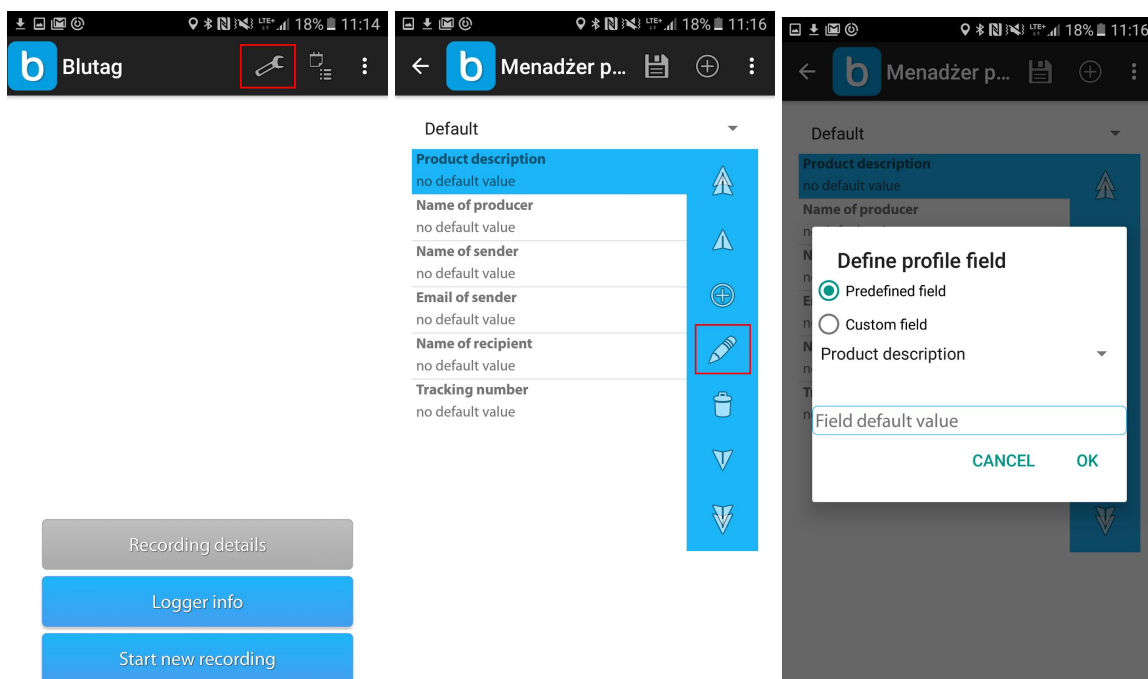 LTE+ 18% 11:14
b Blutag
Recording details
Logger info
Start new recording
LTE+ 18% 11:16
b Menadżer p...
Default
Product description
no default value
Name of producer
no default value
Name of sender
no default value
Email of sender
no default value
Name of recipient
no default value
Tracking number
no default value
LTE+ 18% 11:16
b Menadżer p...
Default
Product description
no default value
Name of producer
Define profile field
Predefined field
Custom field
Product description
Field default value
CANCEL OK